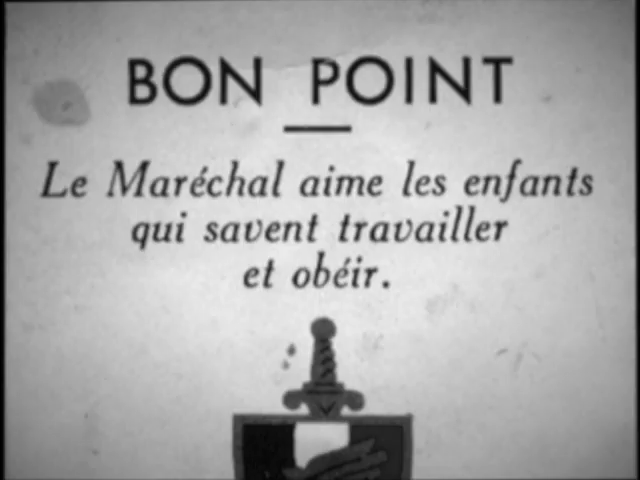 BON POINT
Le Maréchal aime les enfants
qui savent travailler
et obéir.